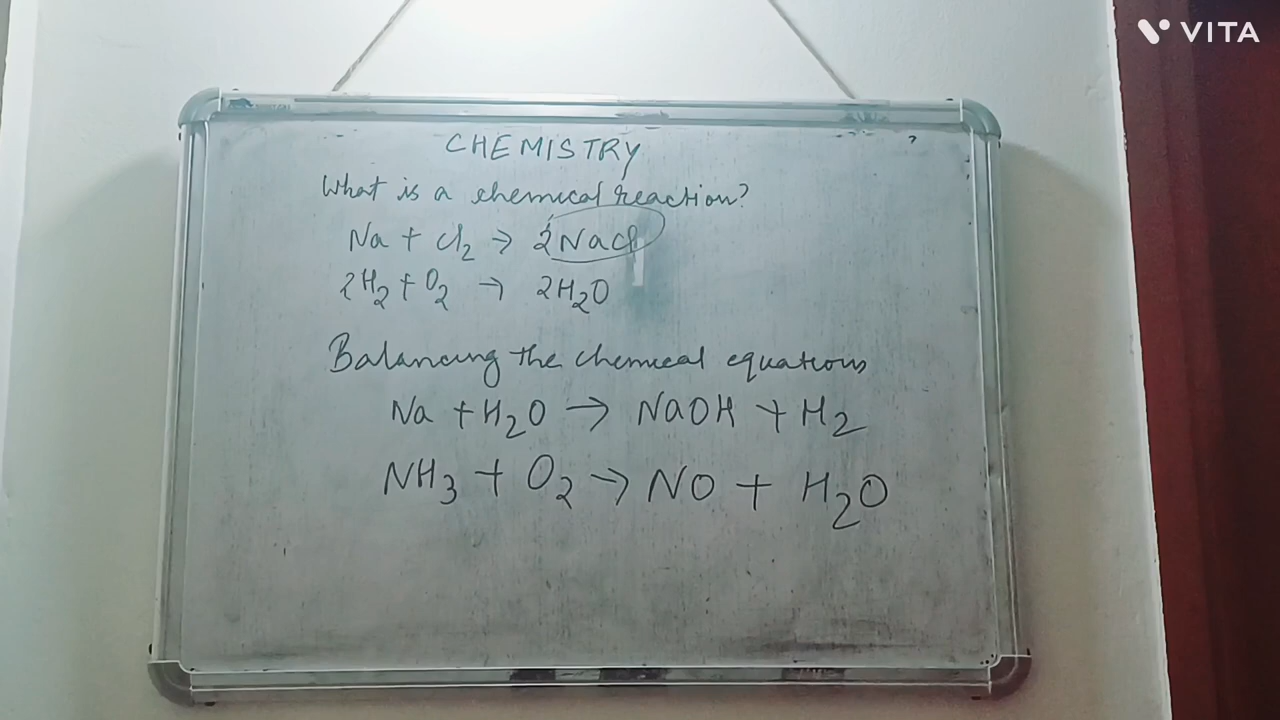 VITA
CHEMISTRY
What is a chemical reaction?
Na + Cl₂ → 2NaCl
2H₂ + O₂ → 2H₂O
Balancing the chemical equations
Na + H₂O → NaOH + H₂
NH₃ + O₂ → NO + H₂O